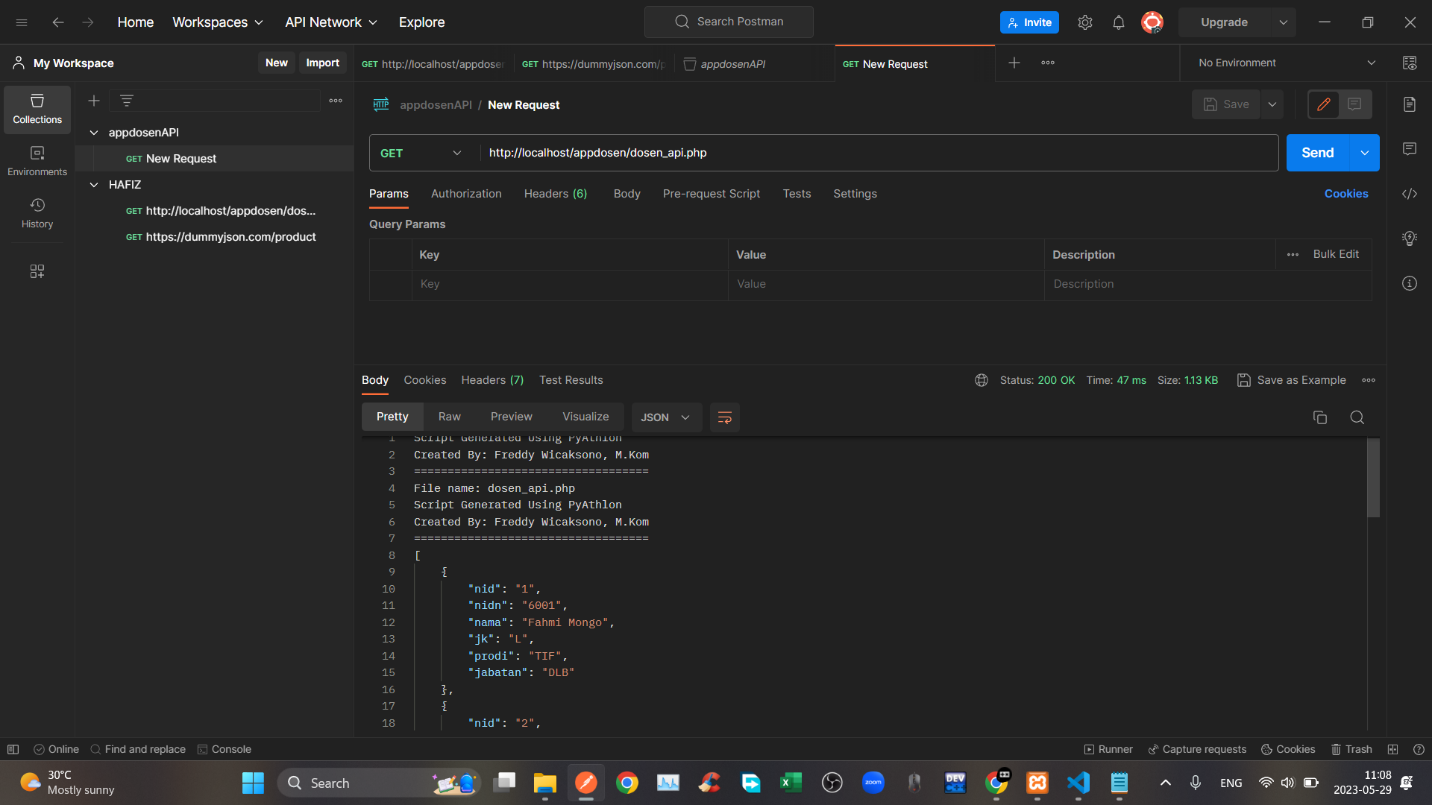 Home
Workspaces
API Network
Explore
Search Postman
Invite
Upgrade
My Workspace
New
Import
GET http://localhost/appdosen
GET https://dummyjson.com/p
appdosenAPI
GET New Request
No Environment
Collections
Environments
History
appdosenAPI
GET New Request
HAFIZ
GET http://localhost/appdosen/dos...
GET https://dummyjson.com/product
HTTP
appdosenAPI / New Request
Save
GET
http://localhost/appdosen/dosen_api.php
Send
Params
Authorization
Headers (6)
Body
Pre-request Script
Tests
Settings
Cookies
Query Params
Key
Value
Description
Bulk Edit
Key
Value
Description
Body
Cookies
Headers (7)
Test Results
Status: 200 OK
Time: 47 ms
Size: 1.13 KB
Save as Example
Pretty
Raw
Preview
Visualize
JSON
1 Script Generated Using PyAthlon
2 Created By: Freddy Wicaksono, M.Kom
3 ===================================
4 File name: dosen_api.php
5 Script Generated Using PyAthlon
6 Created By: Freddy Wicaksono, M.Kom
7 ===================================
8 [
9 {
10 "nid": "1",
11 "nidn": "6001",
12 "nama": "Fahmi Mongo",
13 "jk": "L",
14 "prodi": "TIF",
15 "jabatan": "DLB"
16 },
17 {
18 "nid": "2",
Online
Find and replace
Console
Runner
Capture requests
Cookies
Trash
30°C
Mostly sunny
Search
zoom
DEV
ENG
11:08
2023-05-29